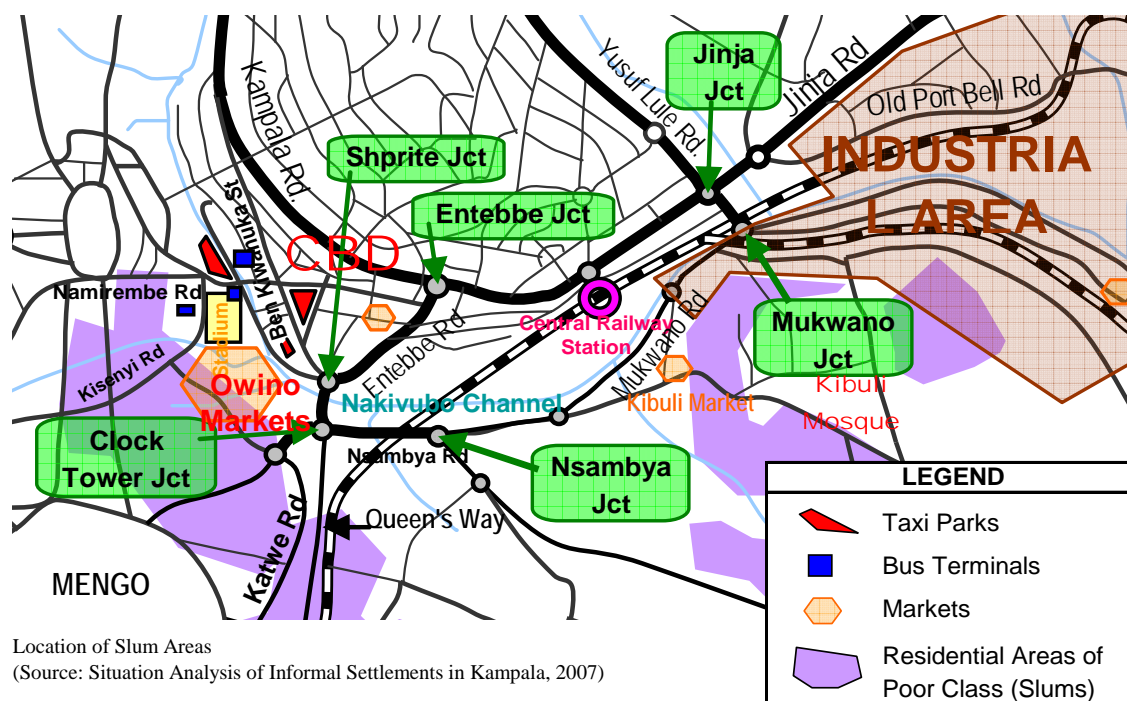 Jinja
Jct
Yusuf Lule Rd.
Jinja Rd
Old Port Bell Rd
Kampala Rd.
Shprite Jct
INDUSTRIA
L AREA
Entebbe Jct
Ben Kwanuka St
CBD
Namirembe Rd
Stadium
Central Railway
Station
Mukwano Rd
Mukwano
Jct
Entebbe Rd
Kisenyi Rd
Owino
Markets
Nakivubo Channel
Kibuli Market
Kibuli
Mosque
Clock
Tower Jct
Nsambya Rd
Nsambya
Jct
Queen's Way
Katwe Rd
MENGO
LEGEND
Taxi Parks
Bus Terminals
Markets
Residential Areas of
Poor Class (Slums)
Location of Slum Areas
(Source: Situation Analysis of Informal Settlements in Kampala, 2007)